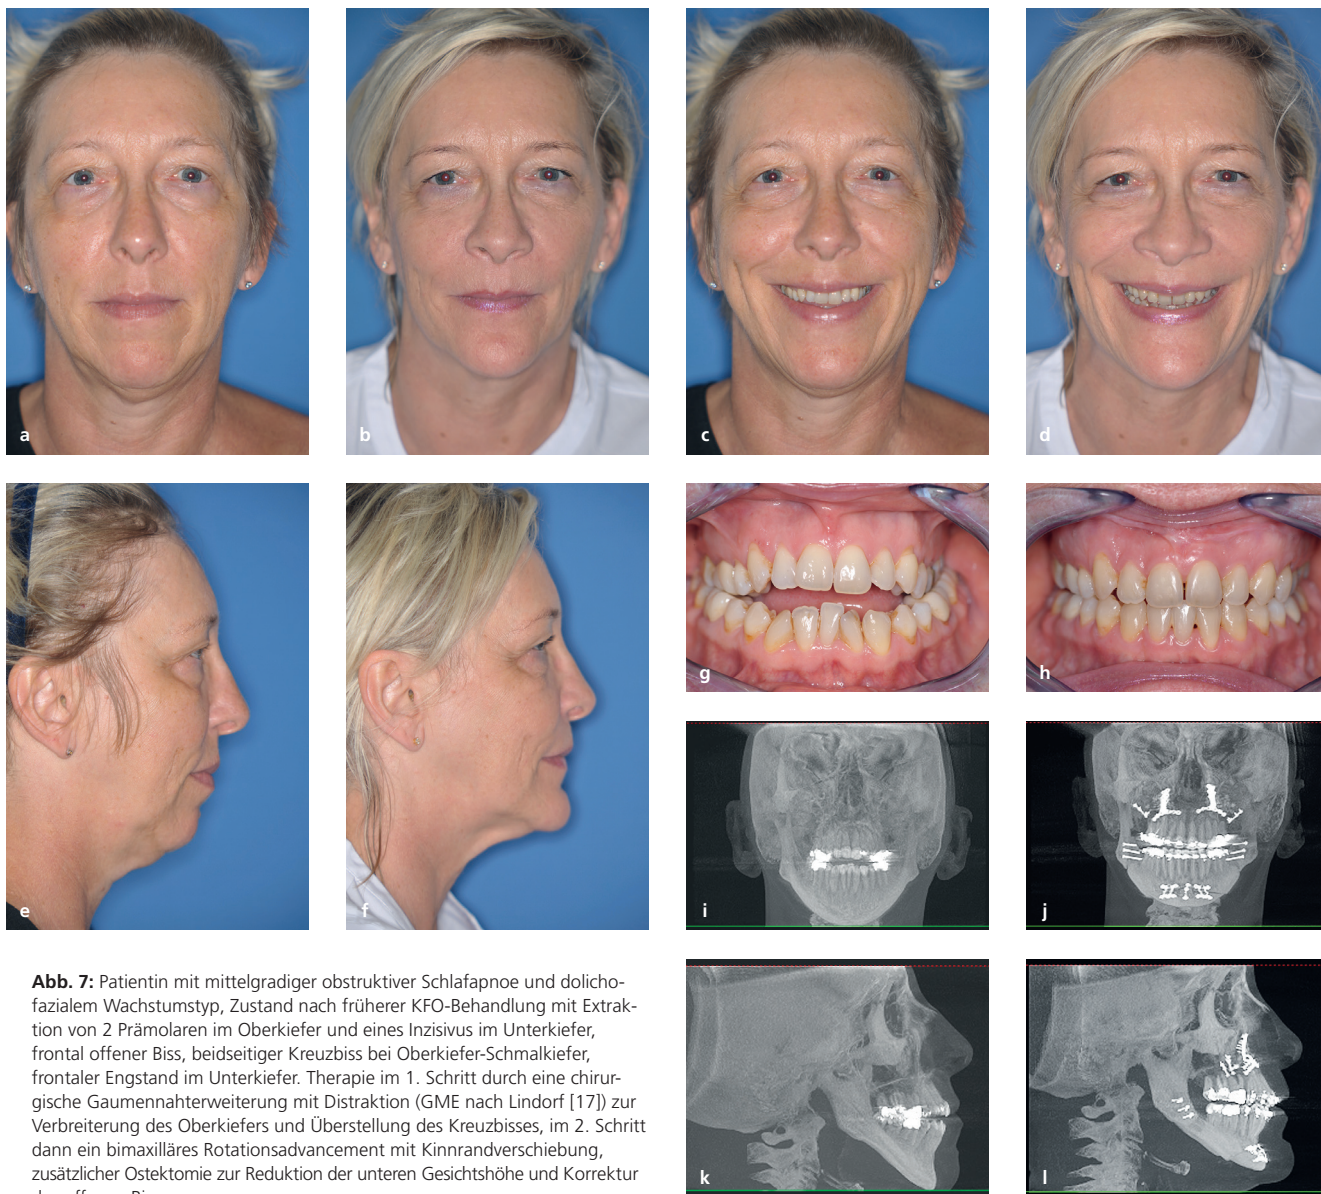 a
b
c
d
e
f
g
h
i
j
k
l
Abb. 7: Patientin mit mittelgradiger obstruktiver Schlafapnoe und dolicho-
fazialem Wachstumstyp, Zustand nach früherer KFO-Behandlung mit Extrak-
tion von 2 Prämolaren im Oberkiefer und eines Inzisivus im Unterkiefer,
frontal offener Biss, beidseitiger Kreuzbiss bei Oberkiefer-Schmalkiefer,
frontaler Engstand im Unterkiefer. Therapie im 1. Schritt durch eine chirur-
gische Gaumennahterweiterung mit Distraktion (GME nach Lindorf [17]) zur
Verbreiterung des Oberkiefers und Überstellung des Kreuzbisses, im 2. Schritt
dann ein bimaxilläres Rotationsadvancement mit Kinnrandverschiebung,
zusätzlicher Ostektomie zur Reduktion der unteren Gesichtshöhe und Korrektur